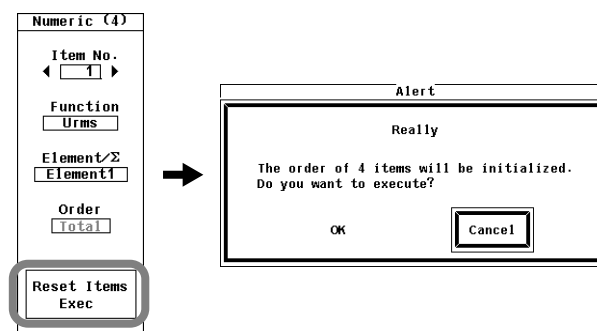 Numeric (4)
Item No.
1
Function
Urms
Element/Σ
Element1
Order
Total
Reset Items
Exec
Alert
Really
The order of 4 items will be initialized.
Do you want to execute?
OK
Cancel